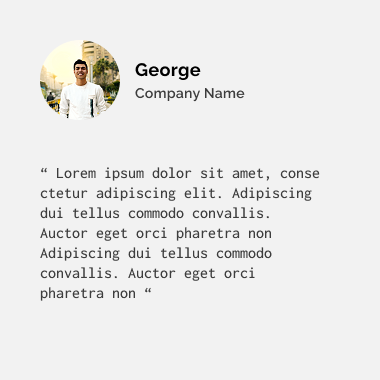 George
Company Name
“ Lorem ipsum dolor sit amet, conse
ctetur adipiscing elit. Adipiscing
dui tellus commodo convallis.
Auctor eget orci pharetra non
Adipiscing dui tellus commodo
convallis. Auctor eget orci
pharetra non “